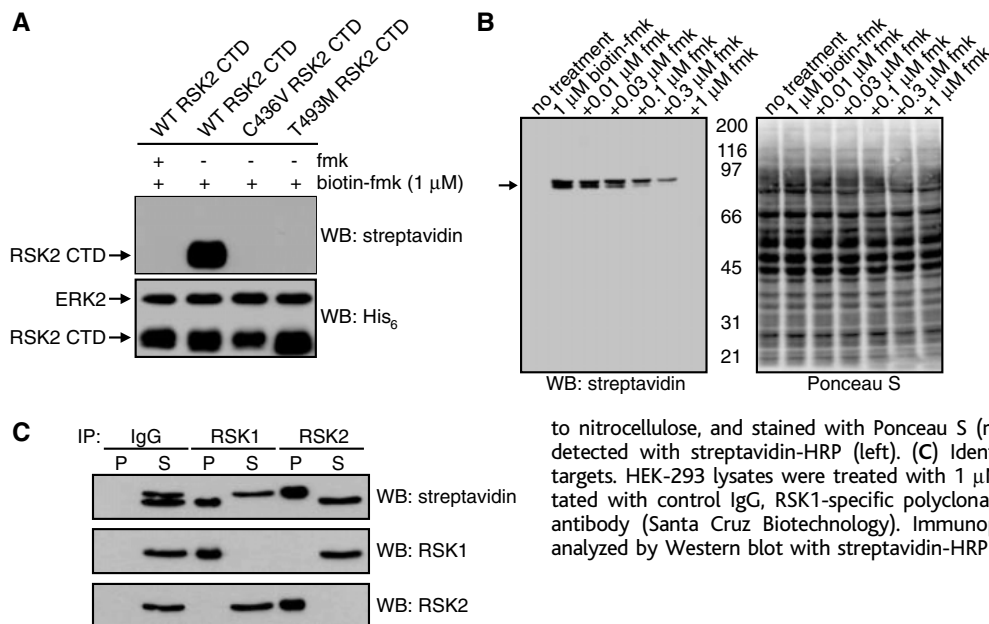 A
WT RSK2 CTD
WT RSK2 CTD
C436V RSK2 CTD
T493M RSK2 CTD
+ - - - fmk
+ + + + biotin-fmk (1 μM)
RSK2 CTD
WB: streptavidin
ERK2
RSK2 CTD
WB: His6
B
no treatment
1 μM biotin-fmk
+0.01 μM fmk
+0.03 μM fmk
+0.1 μM fmk
+0.3 μM fmk
+1 μM fmk
no treatment
1 μM biotin-fmk
+0.01 μM fmk
+0.03 μM fmk
+0.1 μM fmk
+0.3 μM fmk
+1 μM fmk
200
116
97
66
45
31
21
WB: streptavidin
Ponceau S
C
IP: IgG RSK1 RSK2
P S P S P S
WB: streptavidin
WB: RSK1
WB: RSK2
to nitrocellulose, and stained with Ponceau S (
detected with streptavidin-HRP (left). (C) Ident
targets. HEK-293 lysates were treated with 1 μM
tated with control IgG, RSK1-specific polyclona
antibody (Santa Cruz Biotechnology). Immunop
analyzed by Western blot with streptavidin-HRP